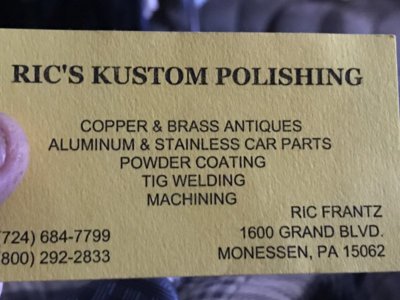 RIC'S KUSTOM POLISHING
COPPER & BRASS ANTIQUES
ALUMINUM & STAINLESS CAR PARTS
POWDER COATING
TIG WELDING
MACHINING
RIC FRANTZ
(724) 684-7799 1600 GRAND BLVD.
(800) 292-2833 MONESSEN, PA 15062